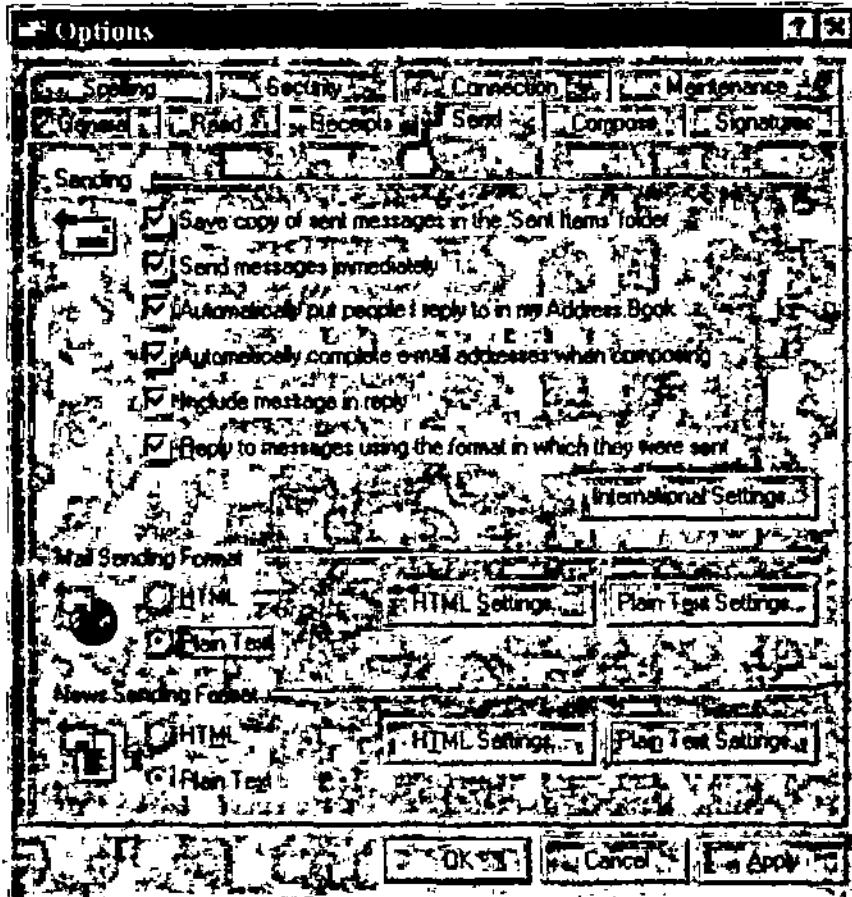 Options
Spelling Security Connection Maintenance
General Read Receipts Send Compose Signatures
Sending
Save copy of sent messages in the 'Sent Items' folder
Send messages immediately
Automatically put people I reply to in my Address Book
Automatically complete e-mail addresses when composing
Include message in reply
Reply to messages using the format in which they were sent
International Settings...
Mail Sending Format
HTML HTML Settings... Plain Text Settings...
Plain Text
News Sending Format
HTML HTML Settings... Plain Text Settings...
Plain Text
OK Cancel Apply